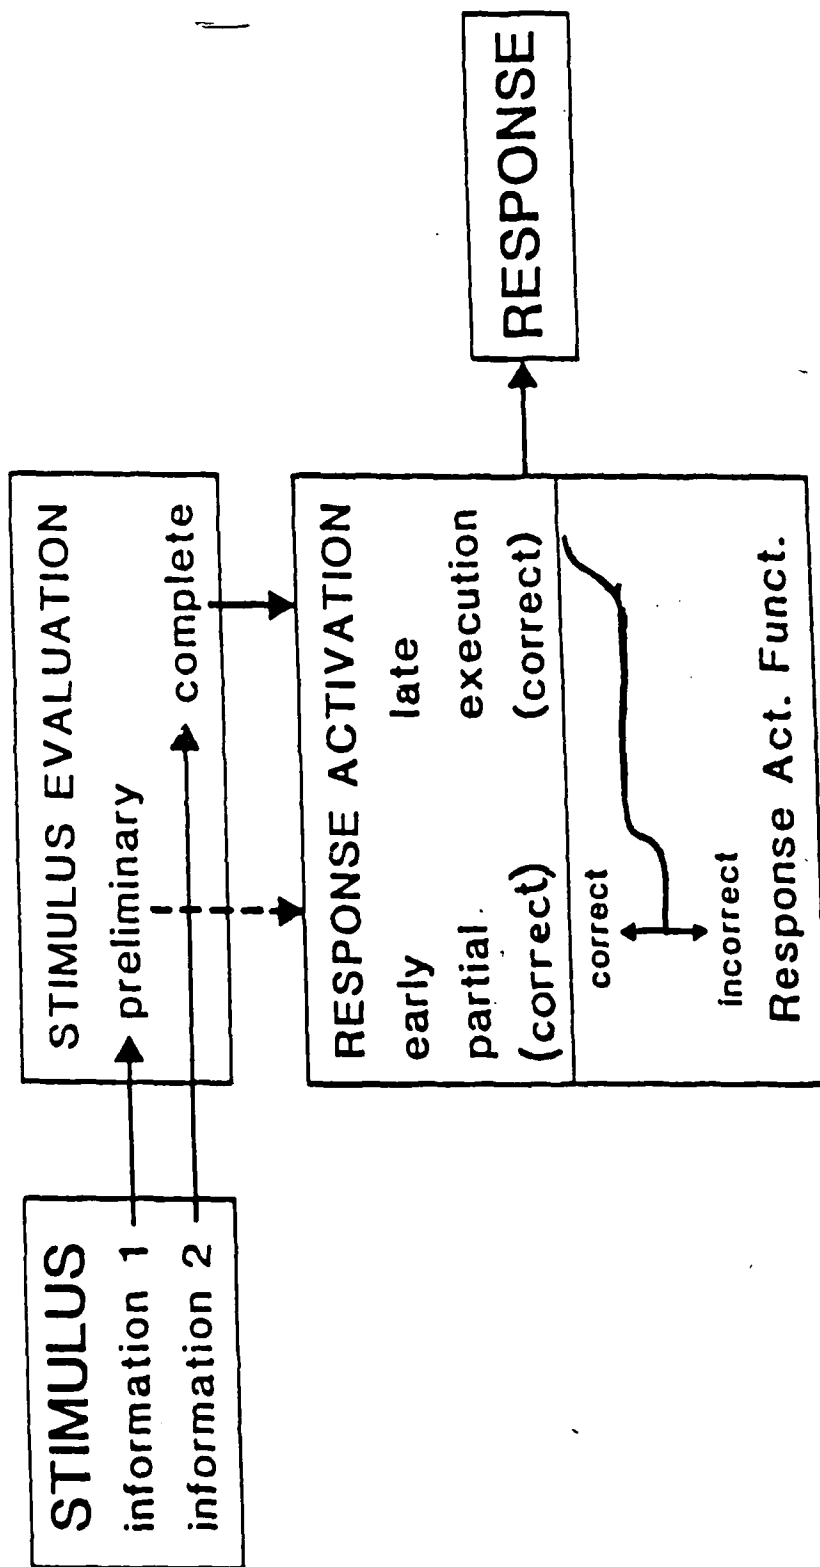 STIMULUS
information 1
information 2
STIMULUS EVALUATION
preliminary
complete
RESPONSE ACTIVATION
early late
partial execution
(correct) (correct)
correct
incorrect
Response Act. Funct.
RESPONSE